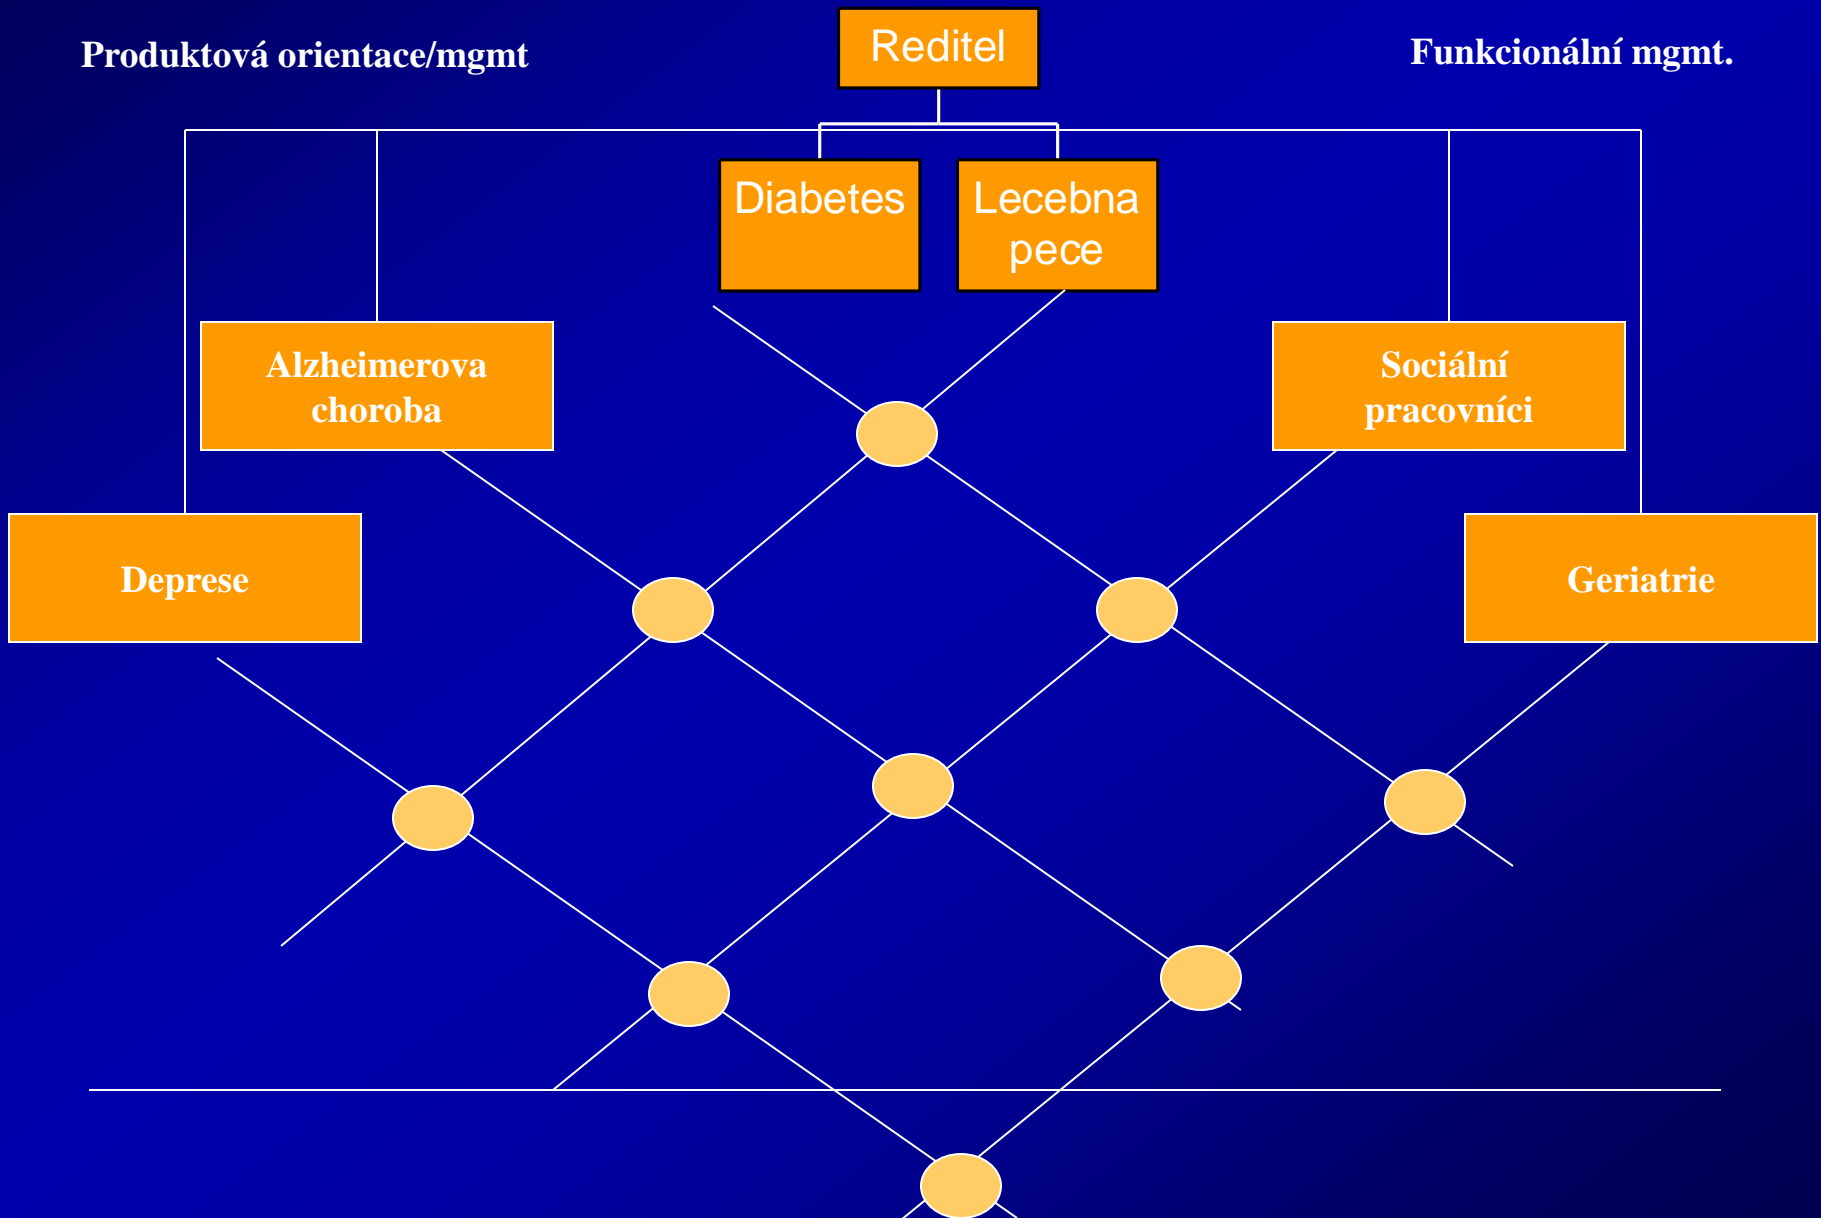 Produktová orientace/mgmt
Reditel
Funkcionální mgmt.
Diabetes
Lecebna
pece
Alzheimerova
choroba
Sociální
pracovníci
Deprese
Geriatrie